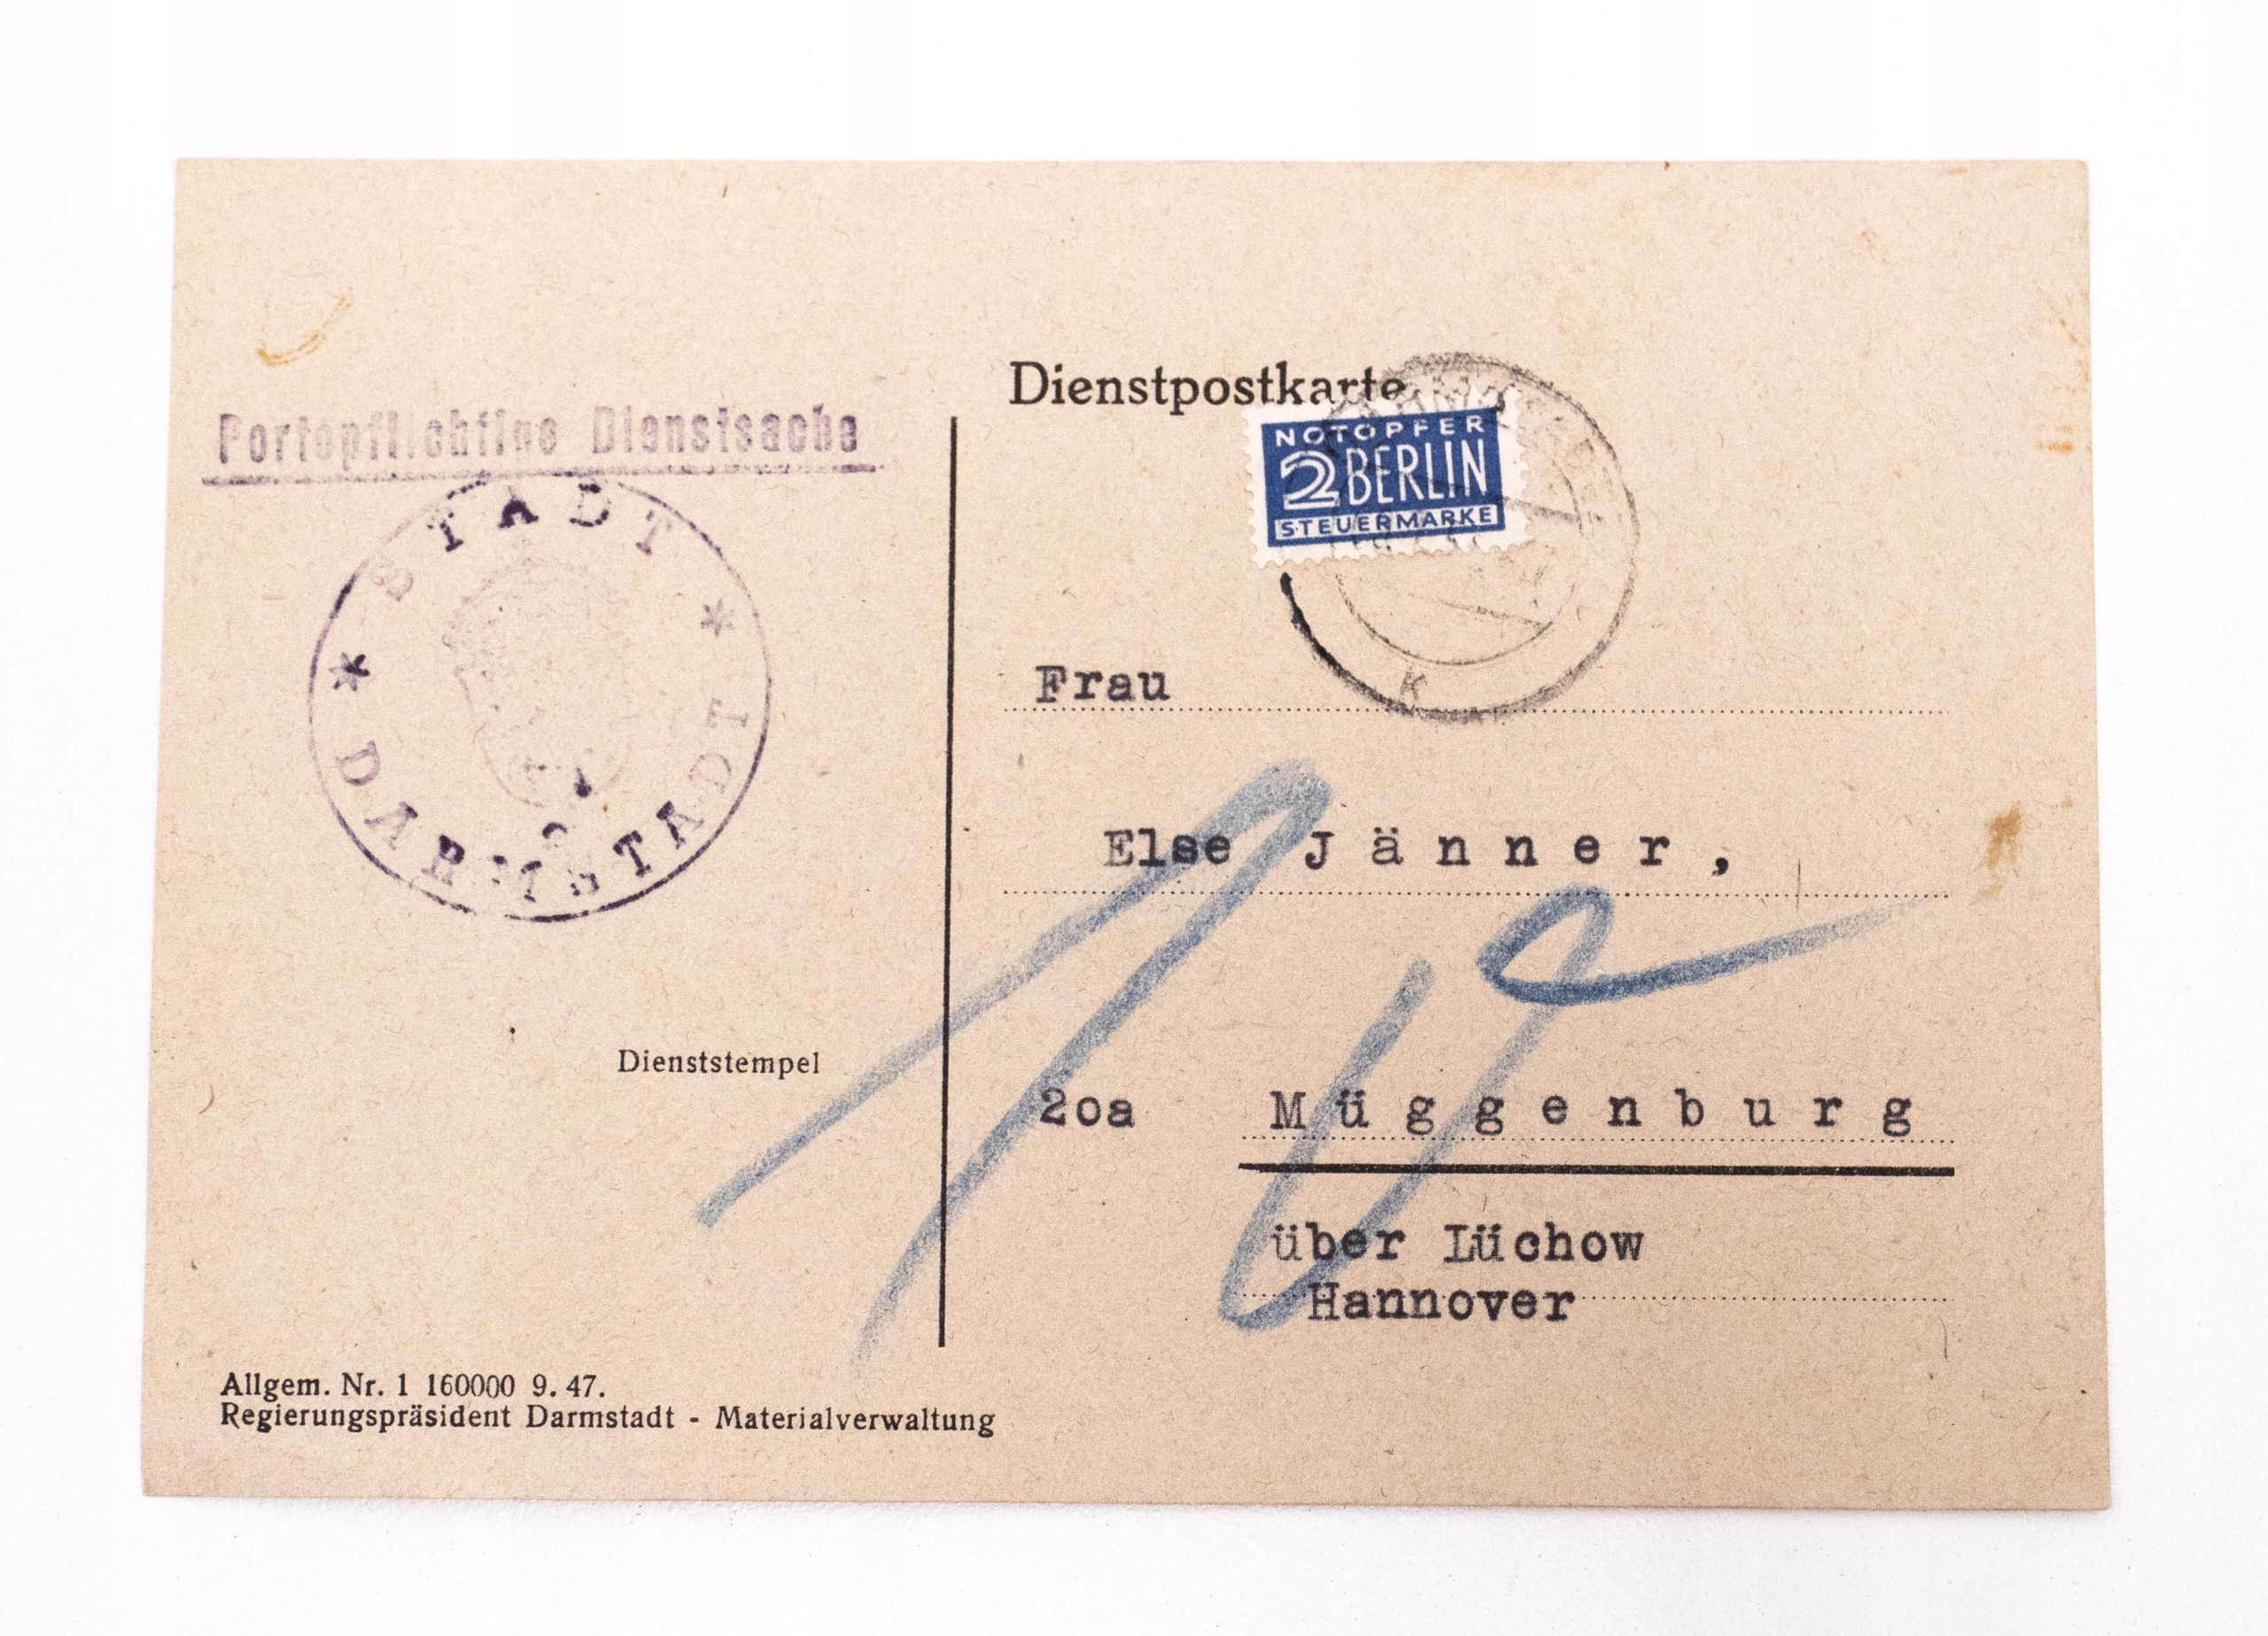 Portopflichtige Dienstsache
STADT
* *
DARMSTADT
Dienststempel
Allgem. Nr. 1 160000 9. 47.
Regierungspräsident Darmstadt - Materialverwaltung
Dienstpostkarte
NOTOPFER
2 BERLIN
STEUERMARKE
K
Frau
Else Jänner,
20a Müggenburg
über Lüchow
Hannover